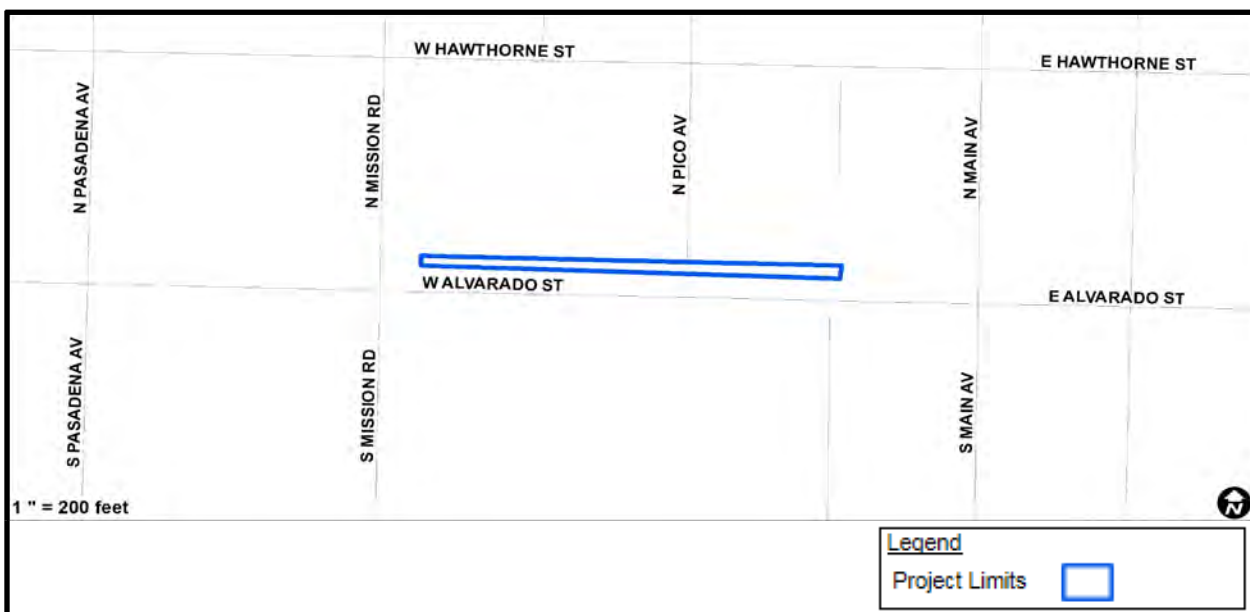 W HAWTHORNE ST
E HAWTHORNE ST
N PASADENA AV
N MISSION RD
N PICO AV
N MAIN AV
W ALVARADO ST
E ALVARADO ST
S PASADENA AV
S MISSION RD
S MAIN AV
1 " = 200 feet
N
Legend
Project Limits